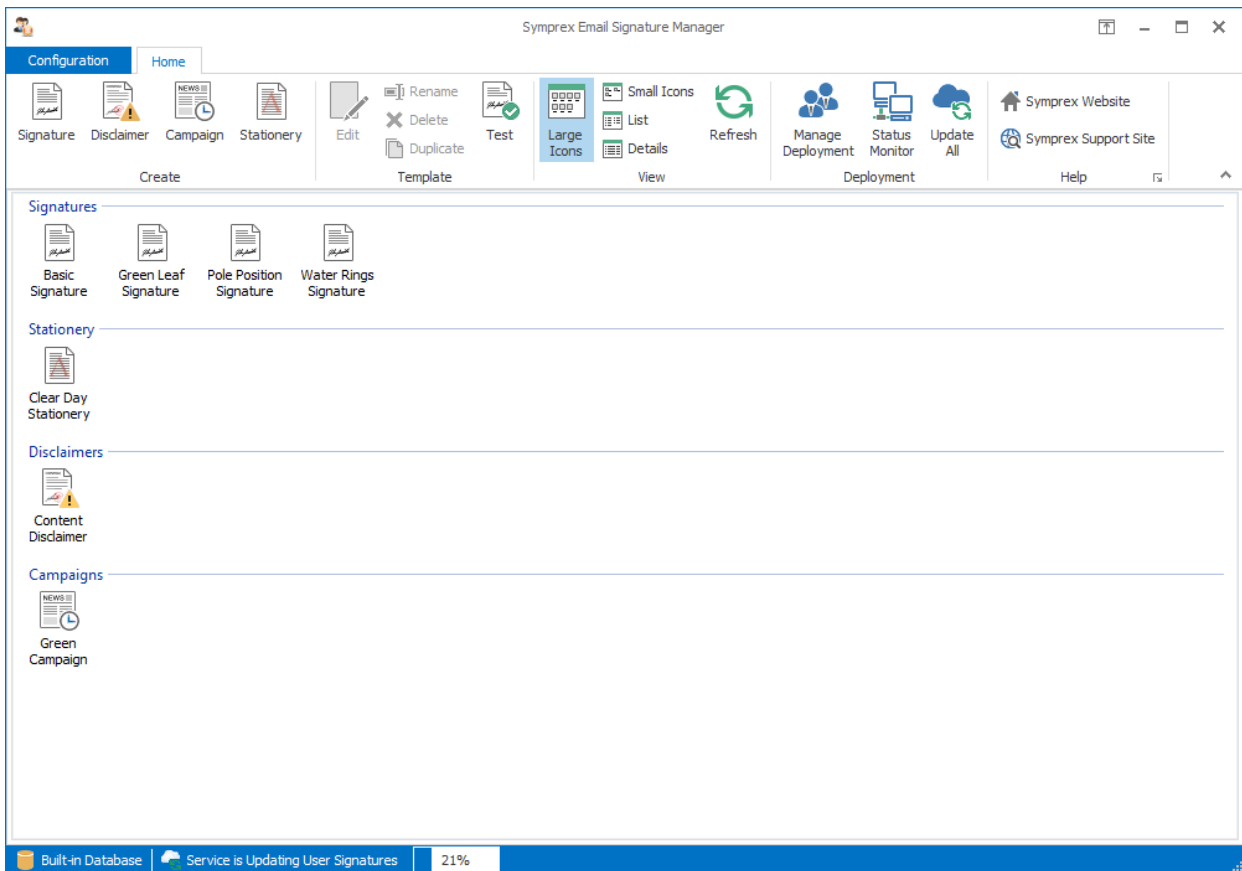 Symprex Email Signature Manager
Configuration Home
Signature Disclaimer Campaign Stationery
Create
Edit
Rename
Delete
Duplicate
Test
Template
Large Icons
Small Icons
List
Details
Refresh
View
Manage Deployment
Status Monitor
Update All
Deployment
Symprex Website
Symprex Support Site
Help
Signatures
Basic Signature
Green Leaf Signature
Pole Position Signature
Water Rings Signature
Stationery
Clear Day Stationery
Disclaimers
Content Disclaimer
Campaigns
NEWS
Green Campaign
Built-in Database Service is Updating User Signatures 21%